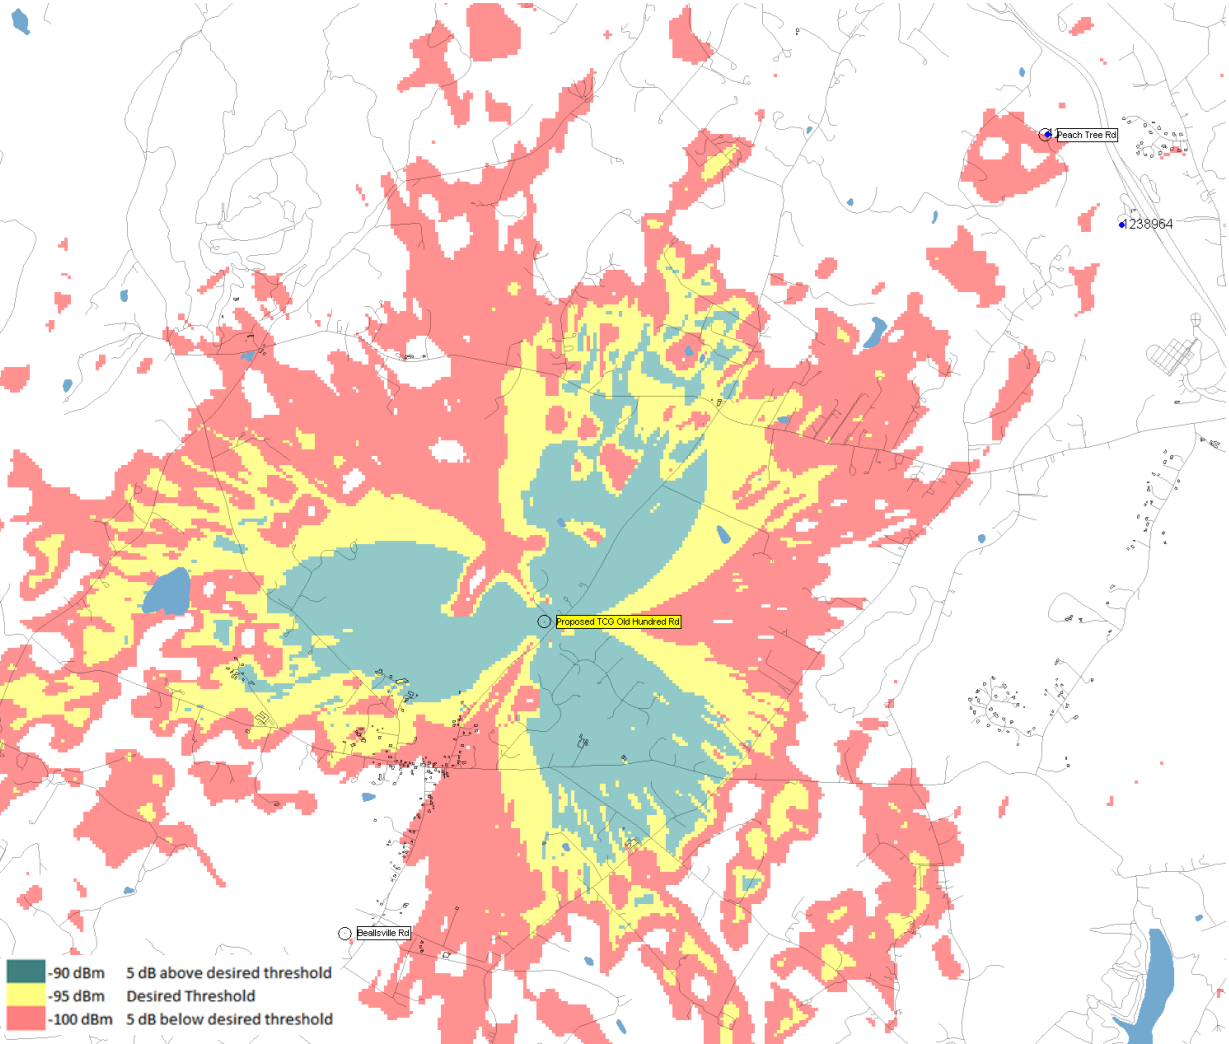 Peach Tree Rd
1238964
Proposed TCG Old Hundred Rd
Beallsville Rd
-90 dBm 5 dB above desired threshold
-95 dBm Desired Threshold
-100 dBm 5 dB below desired threshold